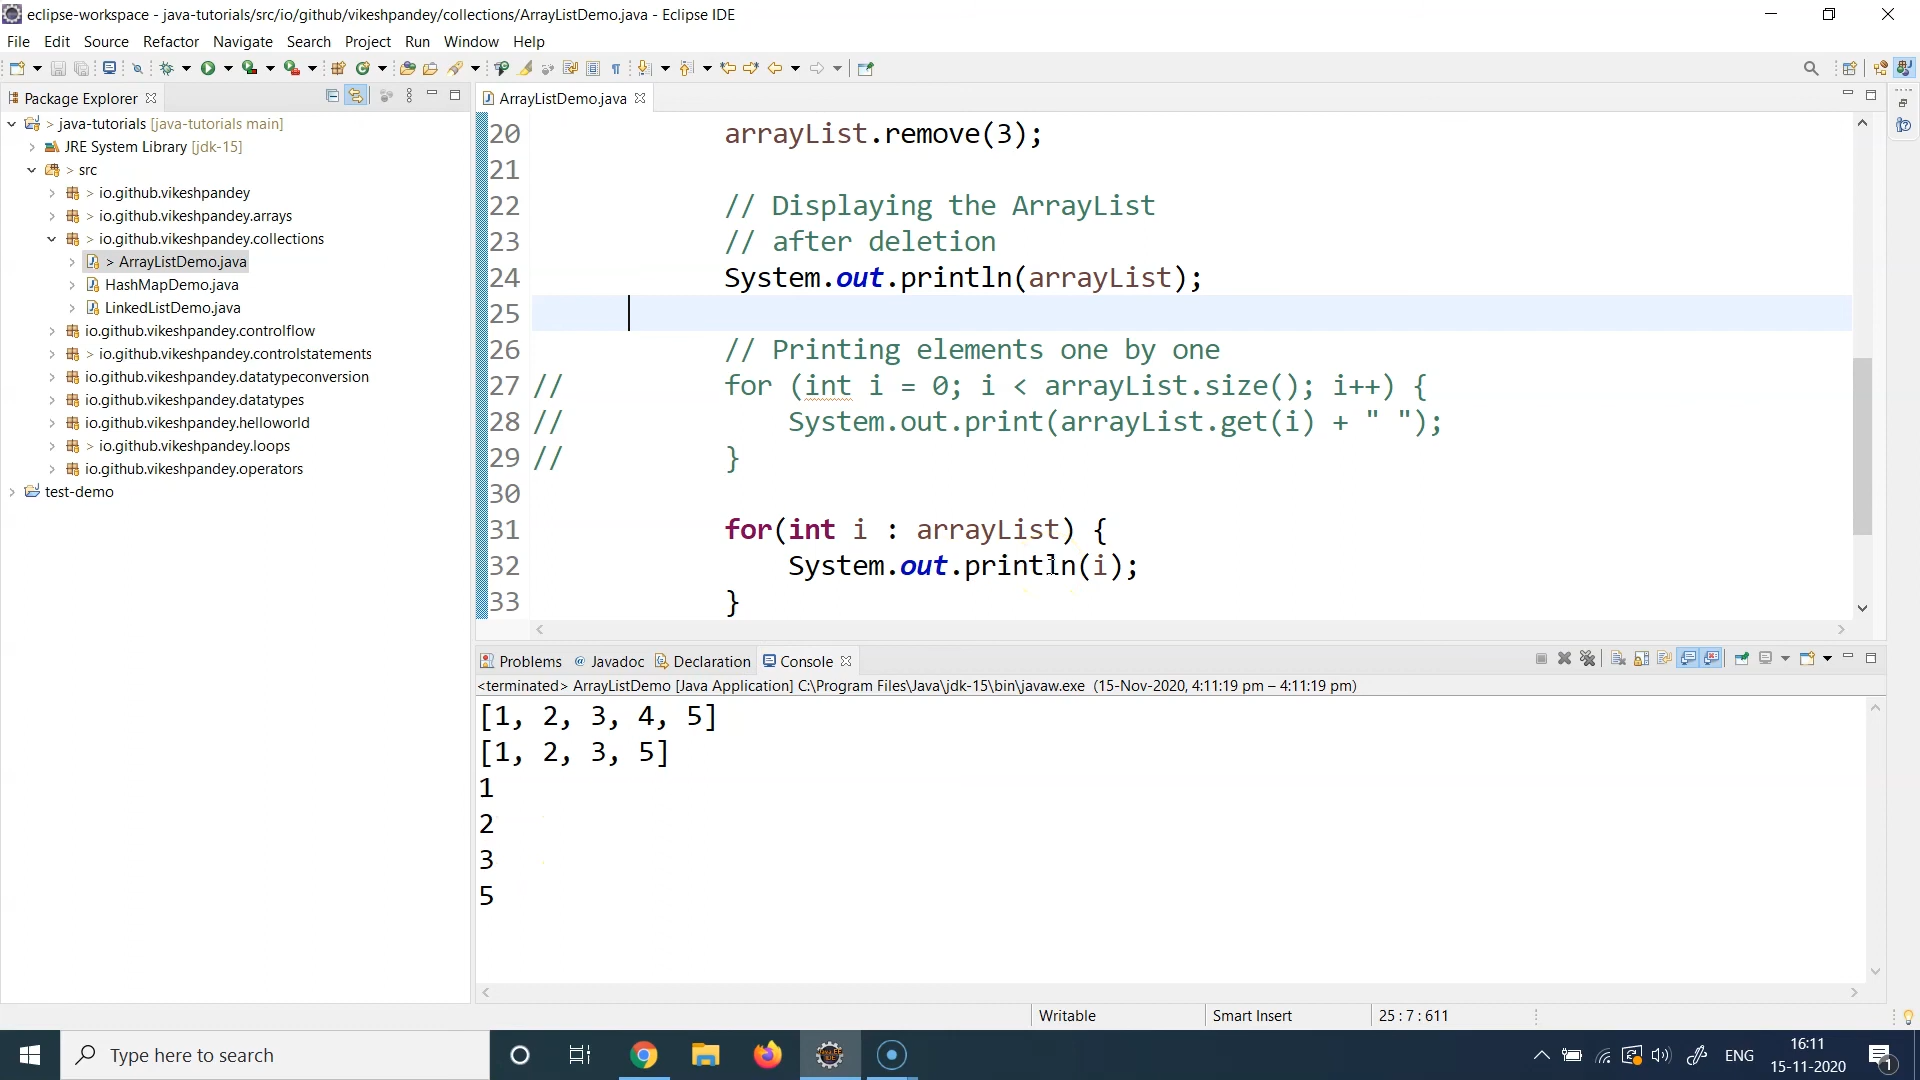 eclipse-workspace - java-tutorials/src/io/github/vikeshpandey/collections/ArrayListDemo.java - Eclipse IDE
File Edit Source Refactor Navigate Search Project Run Window Help
Package Explorer
ArrayListDemo.java
> java-tutorials [java-tutorials main]
JRE System Library [jdk-15]
> src
> io.github.vikeshpandey
> io.github.vikeshpandey.arrays
> io.github.vikeshpandey.collections
> ArrayListDemo.java
HashMapDemo.java
LinkedListDemo.java
io.github.vikeshpandey.controlflow
> io.github.vikeshpandey.controlstatements
io.github.vikeshpandey.datatypeconversion
io.github.vikeshpandey.datatypes
io.github.vikeshpandey.helloworld
> io.github.vikeshpandey.loops
io.github.vikeshpandey.operators
test-demo
20 arrayList.remove(3);
21
22 // Displaying the ArrayList
23 // after deletion
24 System.out.println(arrayList);
25
26 // Printing elements one by one
27 // for (int i = 0; i < arrayList.size(); i++) {
28 // System.out.print(arrayList.get(i) + " ");
29 // }
30
31 for(int i : arrayList) {
32 System.out.println(i);
33 }
Problems @ Javadoc Declaration Console
<terminated> ArrayListDemo [Java Application] C:\Program Files\Java\jdk-15\bin\javaw.exe (15-Nov-2020, 4:11:19 pm – 4:11:19 pm)
[1, 2, 3, 4, 5]
[1, 2, 3, 5]
1
2
3
5
Writable Smart Insert 25 : 7 : 611
Type here to search
ENG
16:11
15-11-2020
1